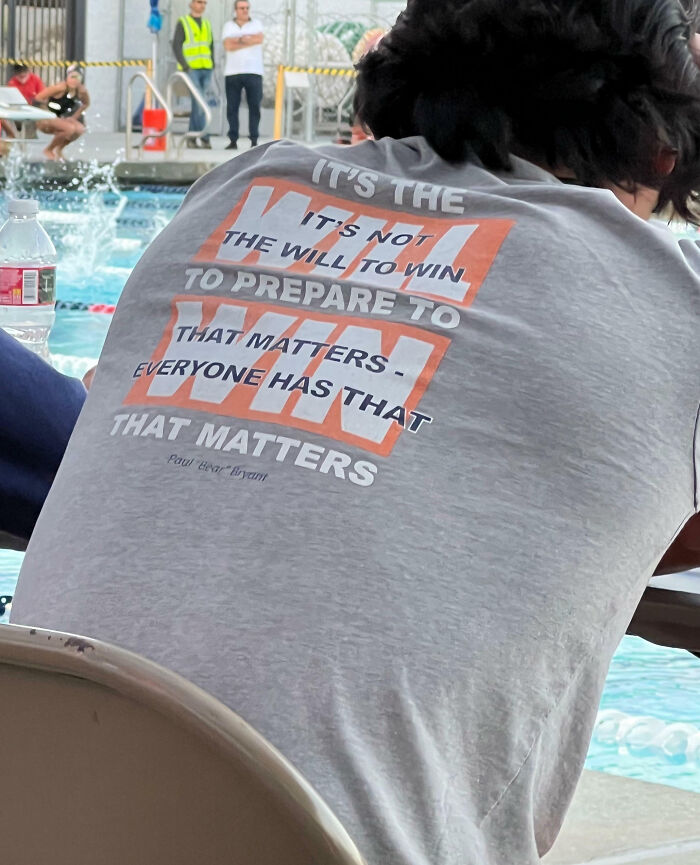 IT'S THE
WILL
IT'S NOT
THE WILL TO WIN
TO PREPARE TO
WIN
THAT MATTERS -
EVERYONE HAS THAT
THAT MATTERS
Paul "Bear" Bryant